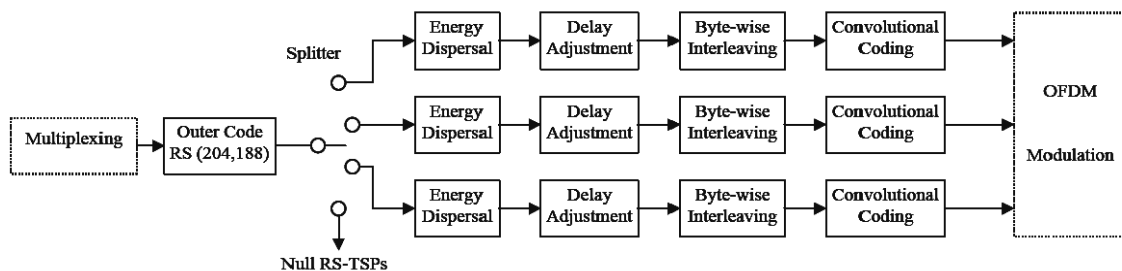 Splitter
Energy
Dispersal
Delay
Adjustment
Byte-wise
Interleaving
Convolutional
Coding
Multiplexing
Outer Code
RS (204,188)
Energy
Dispersal
Delay
Adjustment
Byte-wise
Interleaving
Convolutional
Coding
OFDM
Modulation
Energy
Dispersal
Delay
Adjustment
Byte-wise
Interleaving
Convolutional
Coding
Null RS-TSPs